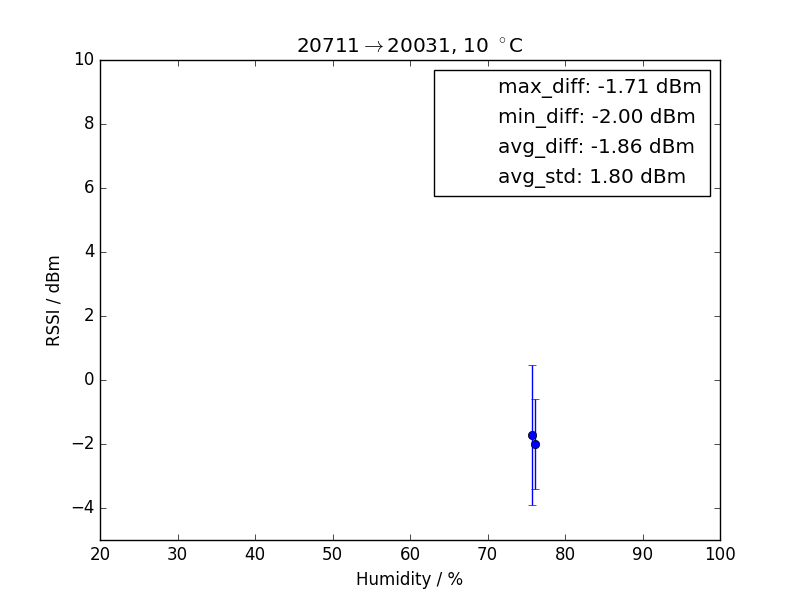 20711→20031, 10 °C
max_diff: -1.71 dBm
min_diff: -2.00 dBm
avg_diff: -1.86 dBm
avg_std: 1.80 dBm
RSSI / dBm
10
8
6
4
2
0
−2
−4
20 30 40 50 60 70 80 90 100
Humidity / %